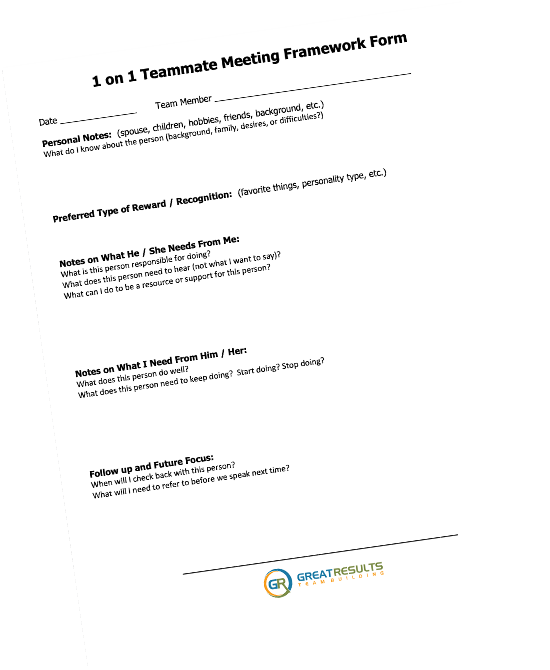 1 on 1 Teammate Meeting Framework Form
Date ______________ Team Member ____________________________________
Personal Notes: (spouse, children, hobbies, friends, background, etc.)
What do I know about the person (background, family, desires, or difficulties?)
Preferred Type of Reward / Recognition: (favorite things, personality type, etc.)
Notes on What He / She Needs From Me:
What is this person responsible for doing?
What does this person need to hear (not what I want to say)?
What can I do to be a resource or support for this person?
Notes on What I Need From Him / Her:
What does this person do well?
What does this person need to keep doing? Start doing? Stop doing?
Follow up and Future Focus:
When will I check back with this person?
What will I need to refer to before we speak next time?
GR GREATRESULTS
TEAMBUILDING